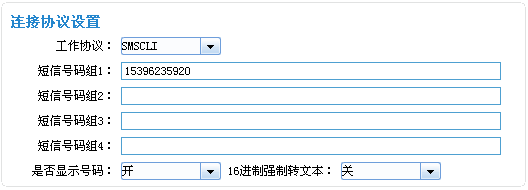 连接协议设置
工作协议： SMSCLI
短信号码组1： 15396235920
短信号码组2：
短信号码组3：
短信号码组4：
是否显示号码： 开 16进制强制转文本： 关